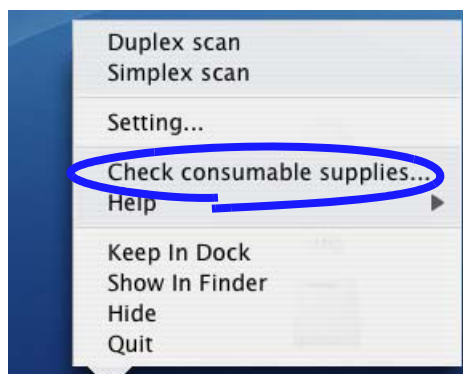 Duplex scan
Simplex scan
Setting...
Check consumable supplies...
Help
Keep In Dock
Show In Finder
Hide
Quit